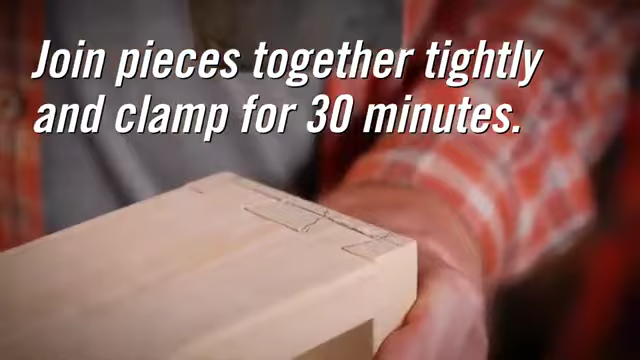 Join pieces together tightly
and clamp for 30 minutes.